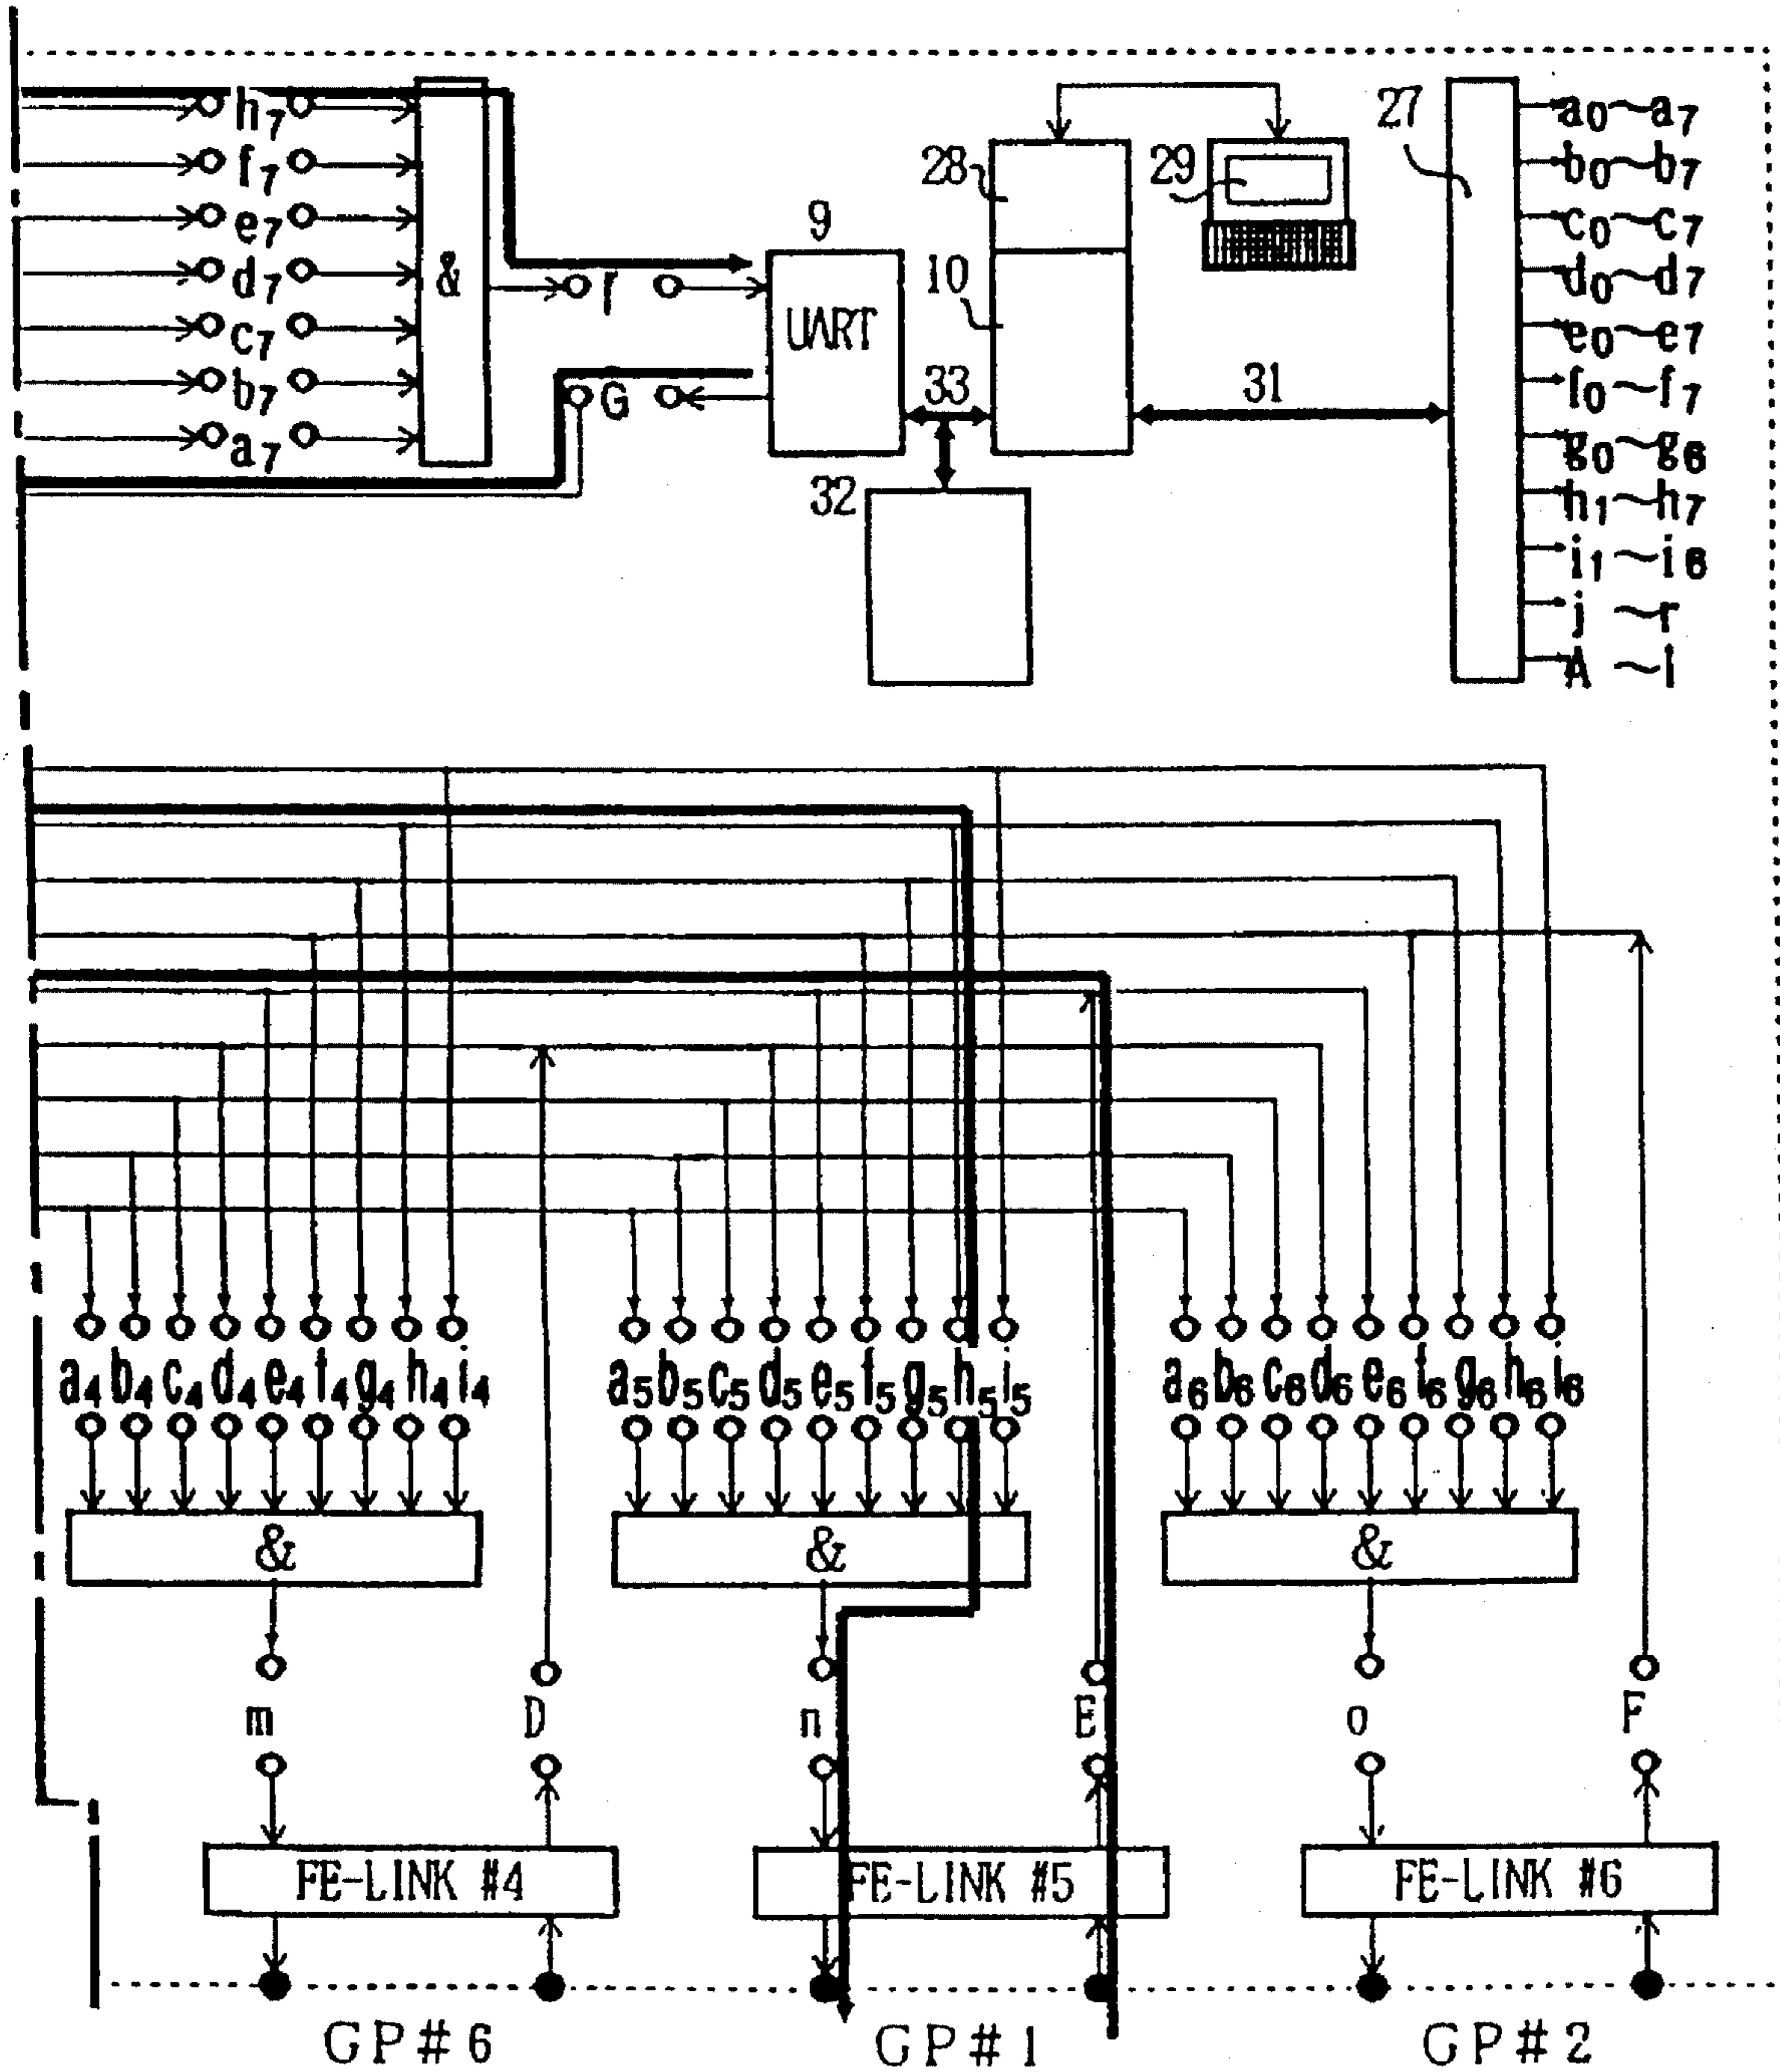 h7
f7
e7
d7
c7
b7
a7
&
r
G
9
UART
33
32
28
10
29
31
27
a0~a7
b0~b7
c0~c7
d0~d7
e0~e7
f0~f7
g0~g6
h1~h7
i1~i6
j ~r
A ~I
a4 b4 c4 d4 e4 f4 g4 h4 i4
a5 b5 c5 d5 e5 f5 g5 h5 i5
a6 b6 c6 d6 e6 f6 g6 h6 i6
& & &
m D n E o F
FE-LINK #4 FE-LINK #5 FE-LINK #6
GP#6 GP#1 GP#2